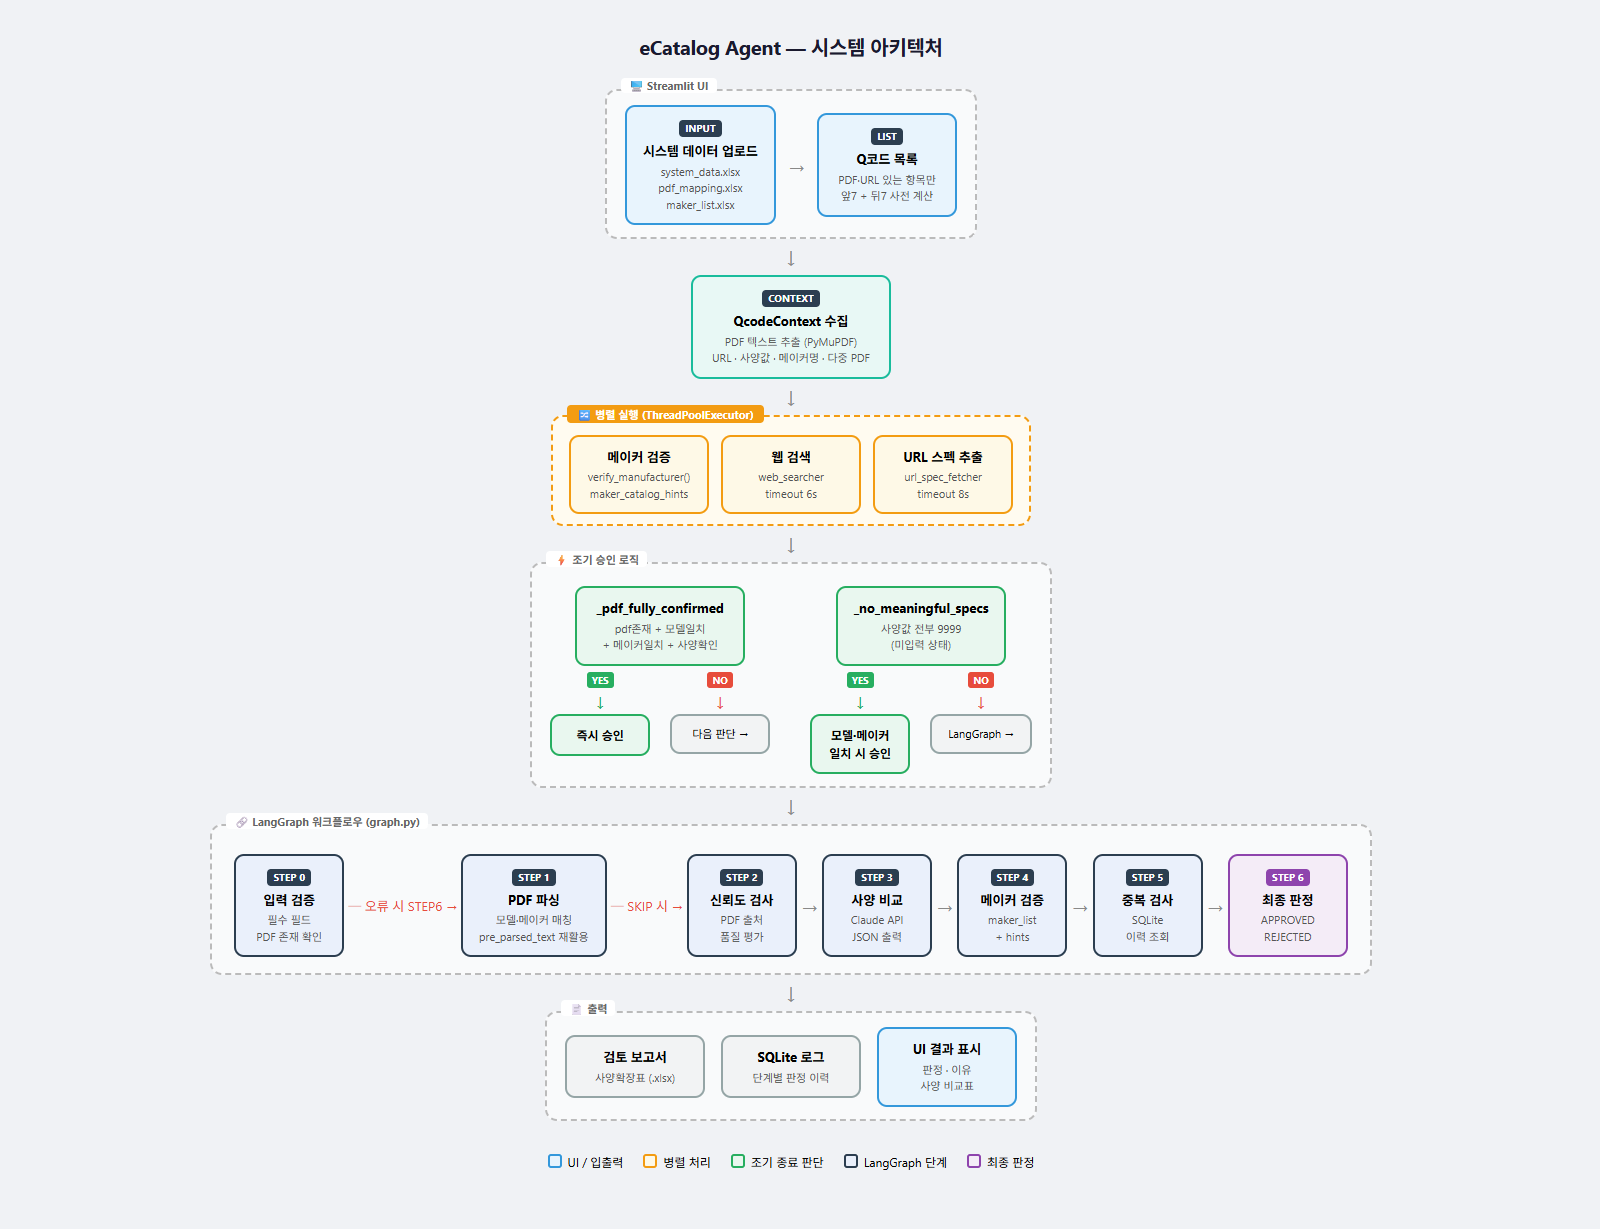 eCatalog Agent — 시스템 아키텍처
🖥️ Streamlit UI
INPUT
시스템 데이터 업로드
system_data.xlsx
pdf_mapping.xlsx
maker_list.xlsx
→
LIST
Q코드 목록
PDF·URL 있는 항목만
앞7 + 뒤7 사전 계산
↓
CONTEXT
QcodeContext 수집
PDF 텍스트 추출 (PyMuPDF)
URL · 사양값 · 메이커명 · 다중 PDF
↓
🔀 병렬 실행 (ThreadPoolExecutor)
메이커 검증
verify_manufacturer()
maker_catalog_hints
웹 검색
web_searcher
timeout 6s
URL 스펙 추출
url_spec_fetcher
timeout 8s
↓
⚡ 조기 승인 로직
_pdf_fully_confirmed
pdf존재 + 모델일치
+ 메이커일치 + 사양확인
YES
↓
즉시 승인
NO
↓
다음 판단 →
_no_meaningful_specs
사양값 전부 9999
(미입력 상태)
YES
↓
모델·메이커
일치 시 승인
NO
↓
LangGraph →
↓
🔗 LangGraph 워크플로우 (graph.py)
STEP 0
입력 검증
필수 필드
PDF 존재 확인
─ 오류 시 STEP6 →
STEP 1
PDF 파싱
모델·메이커 매칭
pre_parsed_text 재활용
─ SKIP 시 →
STEP 2
신뢰도 검사
PDF 출처
품질 평가
→
STEP 3
사양 비교
Claude API
JSON 출력
→
STEP 4
메이커 검증
maker_list
+ hints
→
STEP 5
중복 검사
SQLite
이력 조회
→
STEP 6
최종 판정
APPROVED
REJECTED
↓
📄 출력
검토 보고서
사양확장표 (.xlsx)
SQLite 로그
단계별 판정 이력
UI 결과 표시
판정 · 이유
사양 비교표
UI / 입출력
병렬 처리
조기 종료 판단
LangGraph 단계
최종 판정